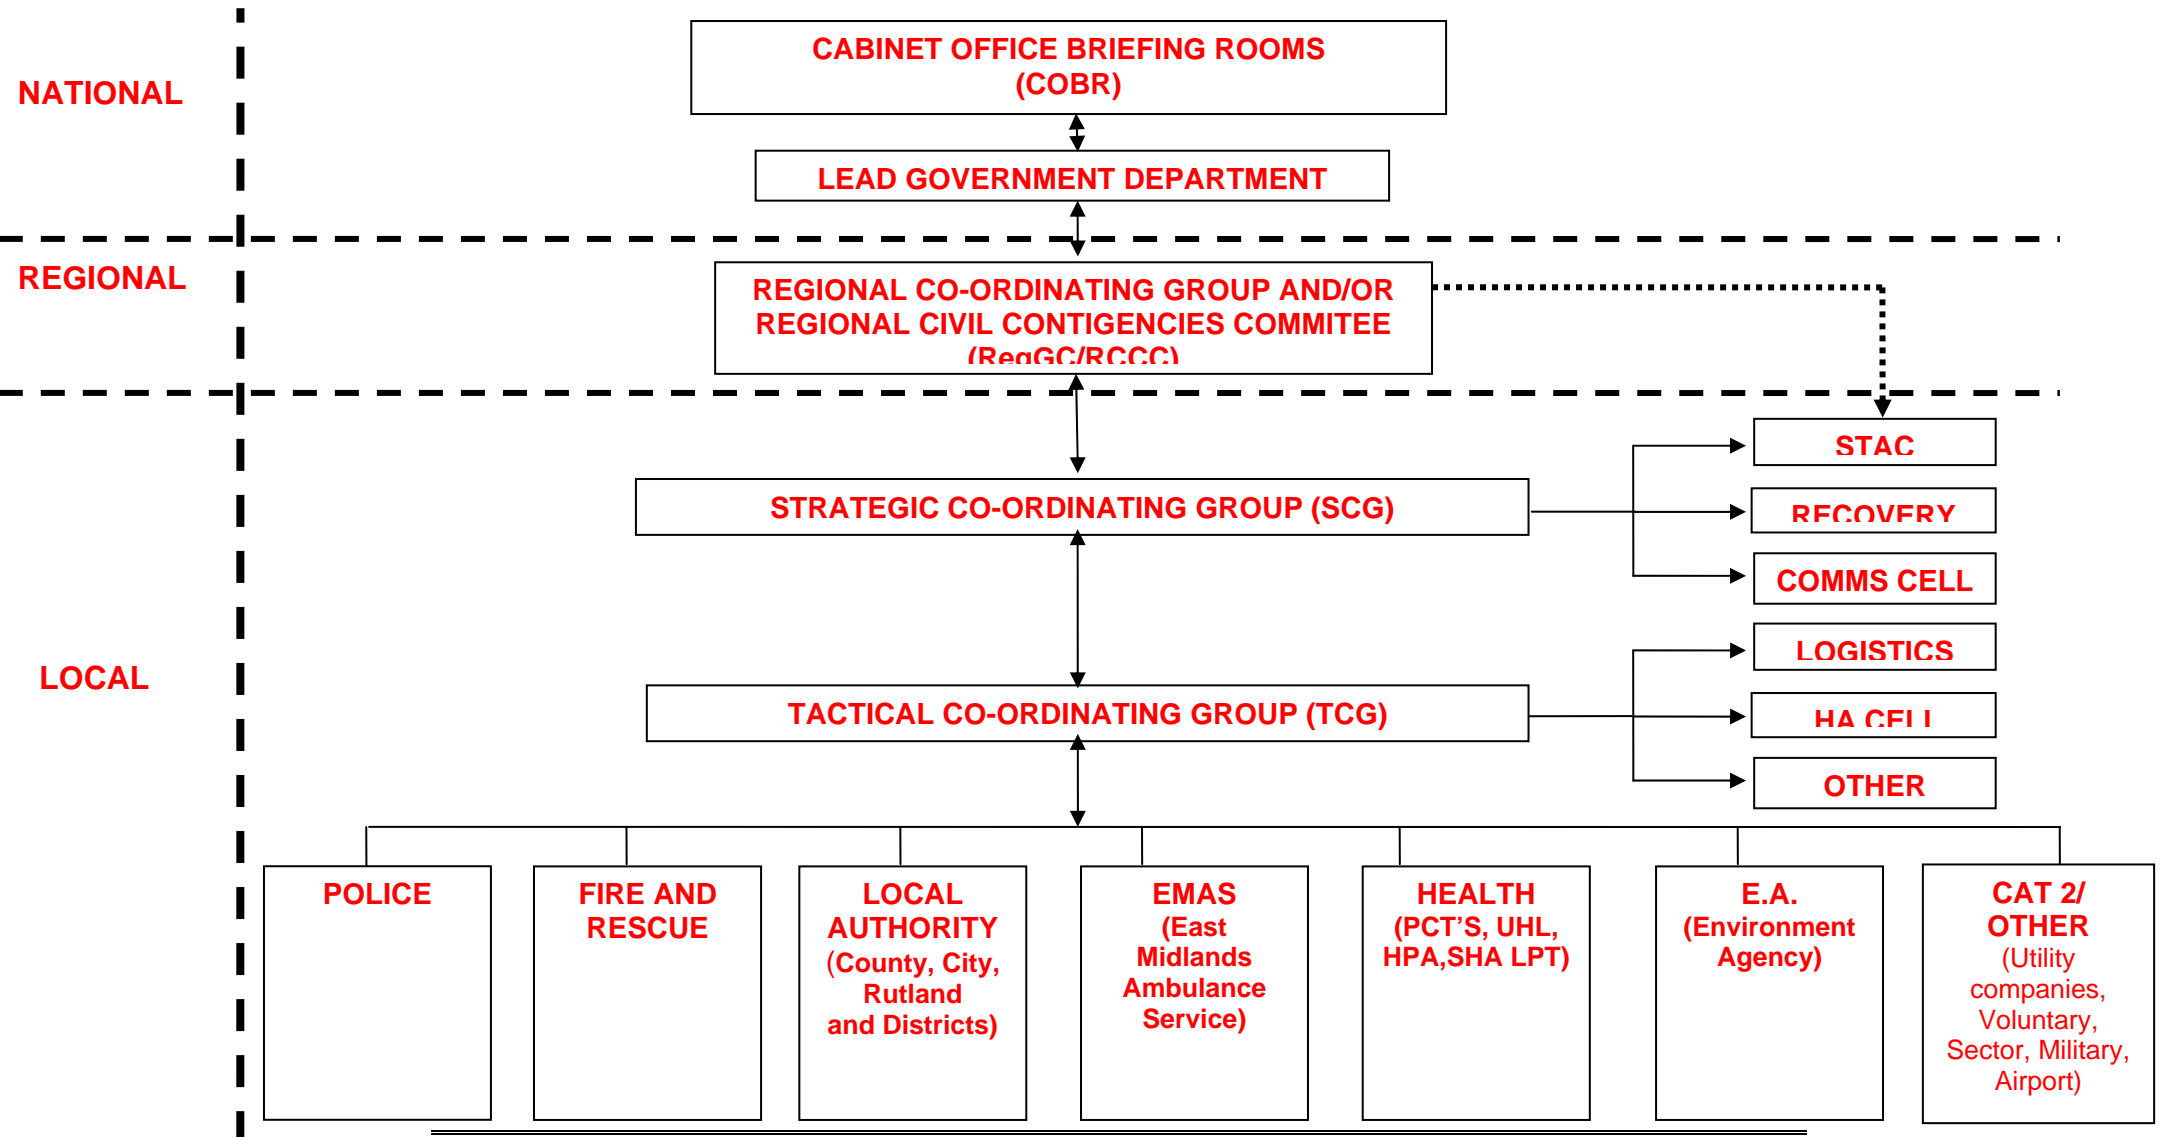 CABINET OFFICE BRIEFING ROOMS
(COBR)
NATIONAL
LEAD GOVERNMENT DEPARTMENT
REGIONAL
REGIONAL CO-ORDINATING GROUP AND/OR
REGIONAL CIVIL CONTIGENCIES COMMITEE
(RegGC/RCCC)
STAC
STRATEGIC CO-ORDINATING GROUP (SCG)
RECOVERY
COMMS CELL
LOCAL
LOGISTICS
TACTICAL CO-ORDINATING GROUP (TCG)
HA CELL
OTHER
POLICE
FIRE AND
RESCUE
LOCAL
AUTHORITY
(County, City,
Rutland
and Districts)
EMAS
(East
Midlands
Ambulance
Service)
HEALTH
(PCT'S, UHL,
HPA,SHA LPT)
E.A.
(Environment
Agency)
CAT 2/
OTHER
(Utility
companies,
Voluntary,
Sector, Military,
Airport)